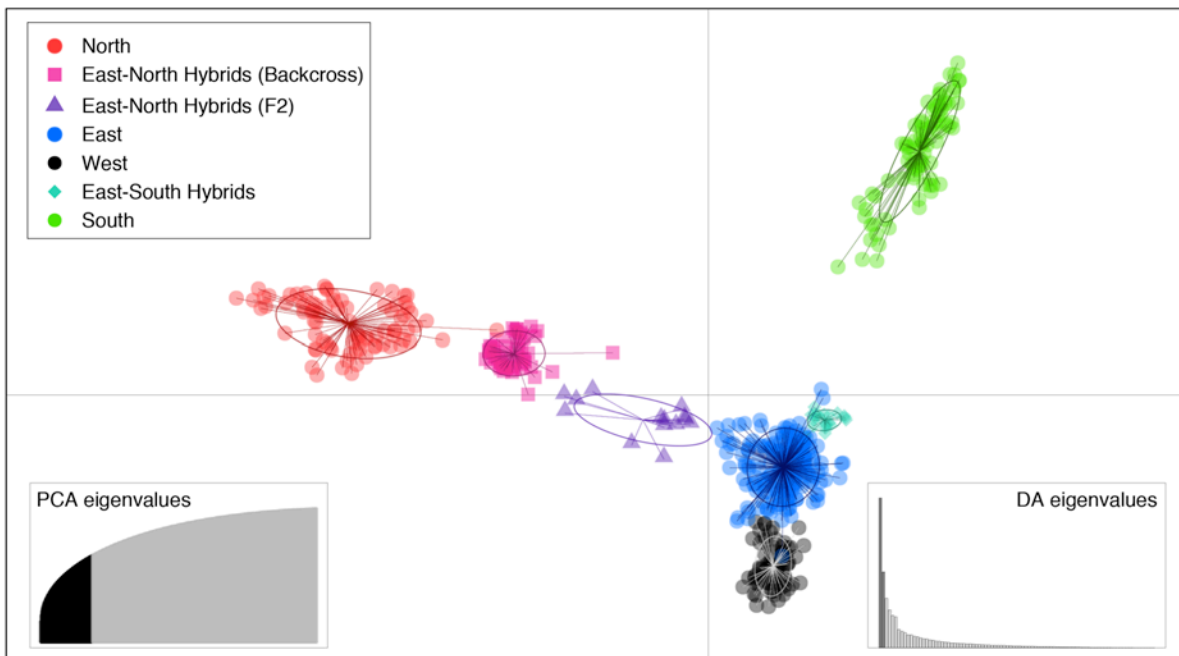 North
East-North Hybrids (Backcross)
East-North Hybrids (F2)
East
West
East-South Hybrids
South
PCA eigenvalues
DA eigenvalues